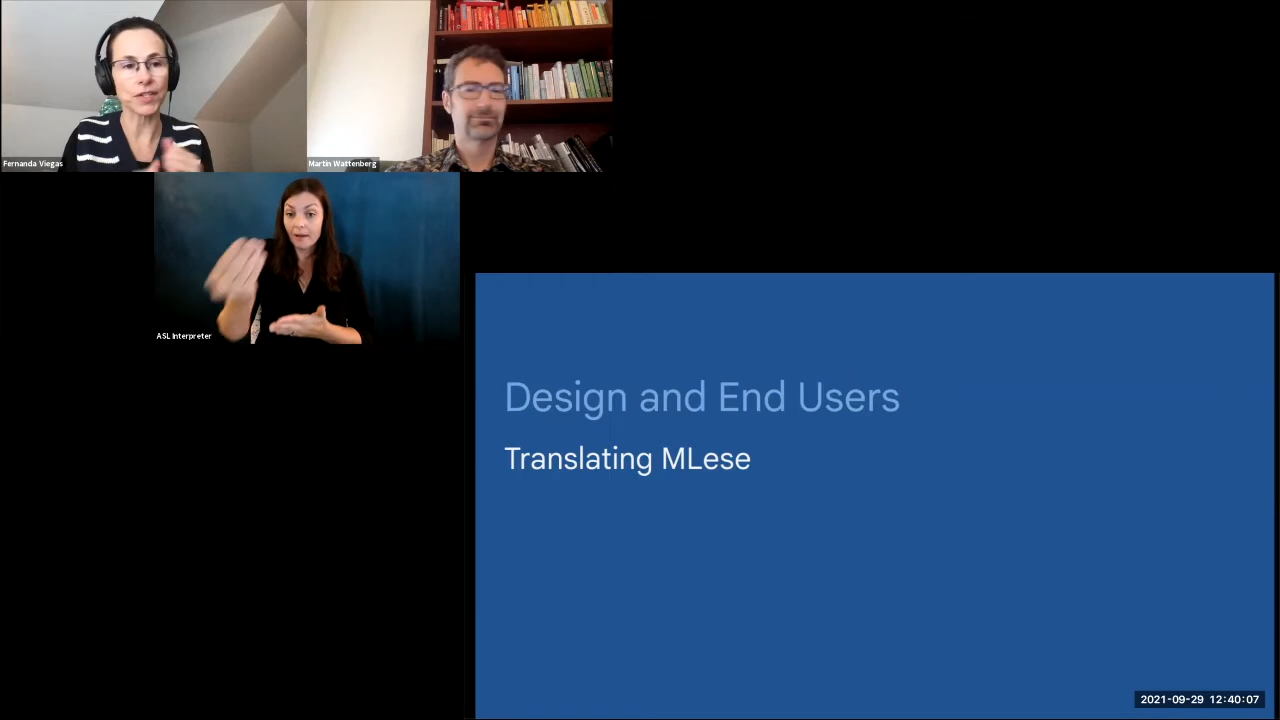 Fernanda Viegas
Martin Wattenberg
ASL Interpreter
Design and End Users
Translating MLese
2021-09-29 12:40:07